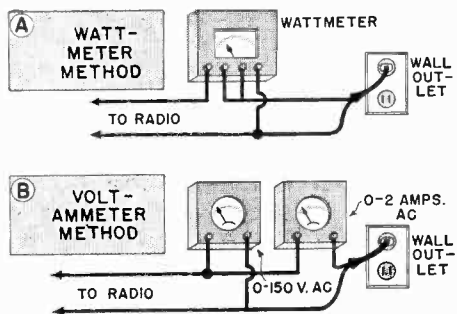 A
WATT-
METER
METHOD
WATTMETER
WALL
OUT-
LET
TO RADIO
B
VOLT-
AMMETER
METHOD
0-2 AMPS.
AC
WALL
OUT-
LET
0-150 V. AC
TO RADIO